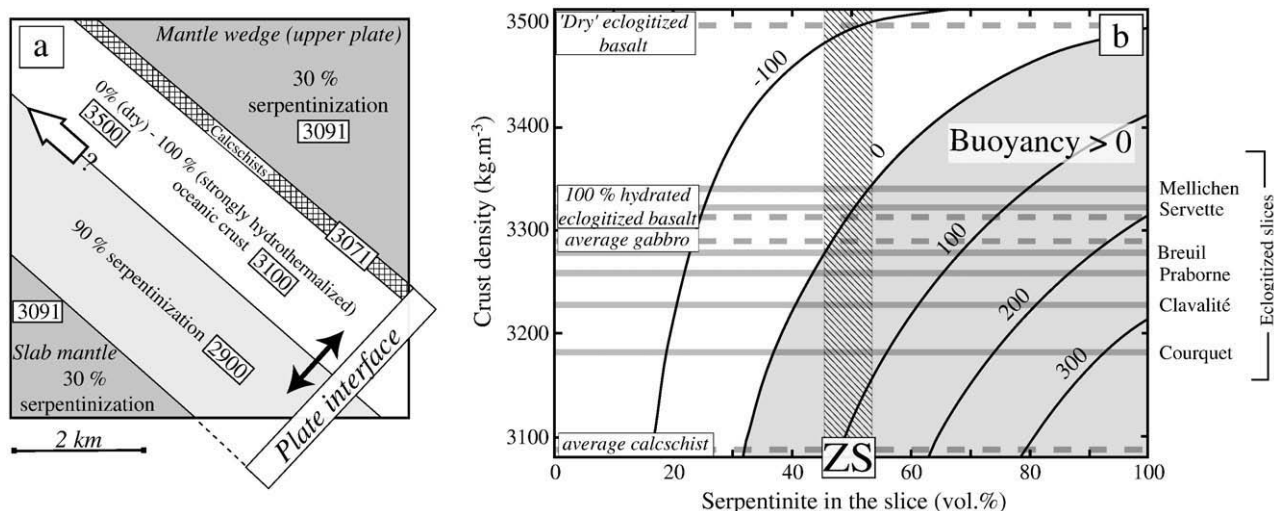 a
Mantle wedge (upper plate)
30 %
serpentinization
3091
Calcschists
0% (dry) - 100 % (strongly hydrothermalized)
3500
oceanic crust
3100
3071
?
90 % serpentinization
2900
3091
Slab mantle
30 %
serpentinization
Plate interface
2 km
b
Crust density (kg.m-3)
3500
3400
3300
3200
3100
'Dry' eclogitized
basalt
100 % hydrated
eclogitized basalt
average gabbro
average calcschist
-100
0
100
200
300
Buoyancy > 0
ZS
0
20
40
60
80
100
Serpentinite in the slice (vol.%)
Mellichen
Servette
Breuil
Praborne
Clavalité
Courquet
Eclogitized slices